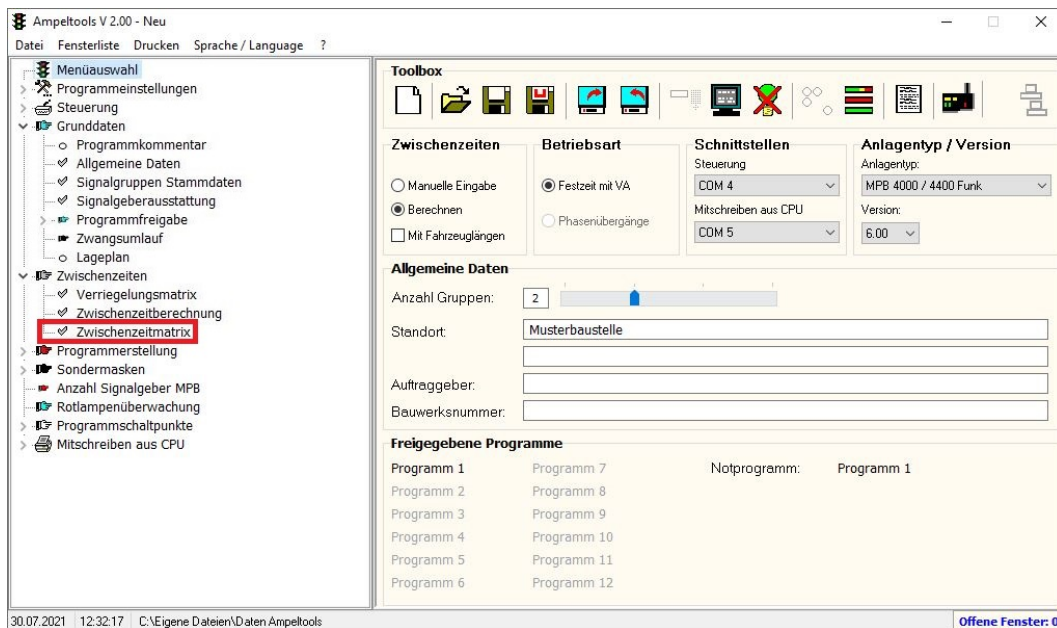 Ampeltools V 2.00 - Neu
Datei Fensterliste Drucken Sprache / Language ?
Menüauswahl
Programmeinstellungen
Steuerung
Grunddaten
Programmkommentar
Allgemeine Daten
Signalgruppen Stammdaten
Signalgeberausstattung
Programmfreigabe
Zwangsumlauf
Lageplan
Zwischenzeiten
Verriegelungsmatrix
Zwischenzeitberechnung
Zwischenzeitmatrix
Programmerstellung
Sondermasken
Anzahl Signalgeber MPB
Rotlampenüberwachung
Programmschaltpunkte
Mitschreiben aus CPU
Toolbox
Zwischenzeiten
Manuelle Eingabe
Berechnen
Mit Fahrzeuglängen
Betriebsart
Festzeit mit VA
Phasenübergänge
Schnittstellen
Steuerung
COM 4
Mitschreiben aus CPU
COM 5
Anlagentyp / Version
Anlagentyp:
MPB 4000 / 4400 Funk
Version:
6.00
Allgemeine Daten
Anzahl Gruppen: 2
Standort: Musterbaustelle
Auftraggeber:
Bauwerksnummer:
Freigegebene Programme
Programm 1 Programm 7 Notprogramm: Programm 1
Programm 2 Programm 8
Programm 3 Programm 9
Programm 4 Programm 10
Programm 5 Programm 11
Programm 6 Programm 12
30.07.2021 12:32:17 C:\Eigene Dateien\Daten Ampeltools Offene Fenster: 0